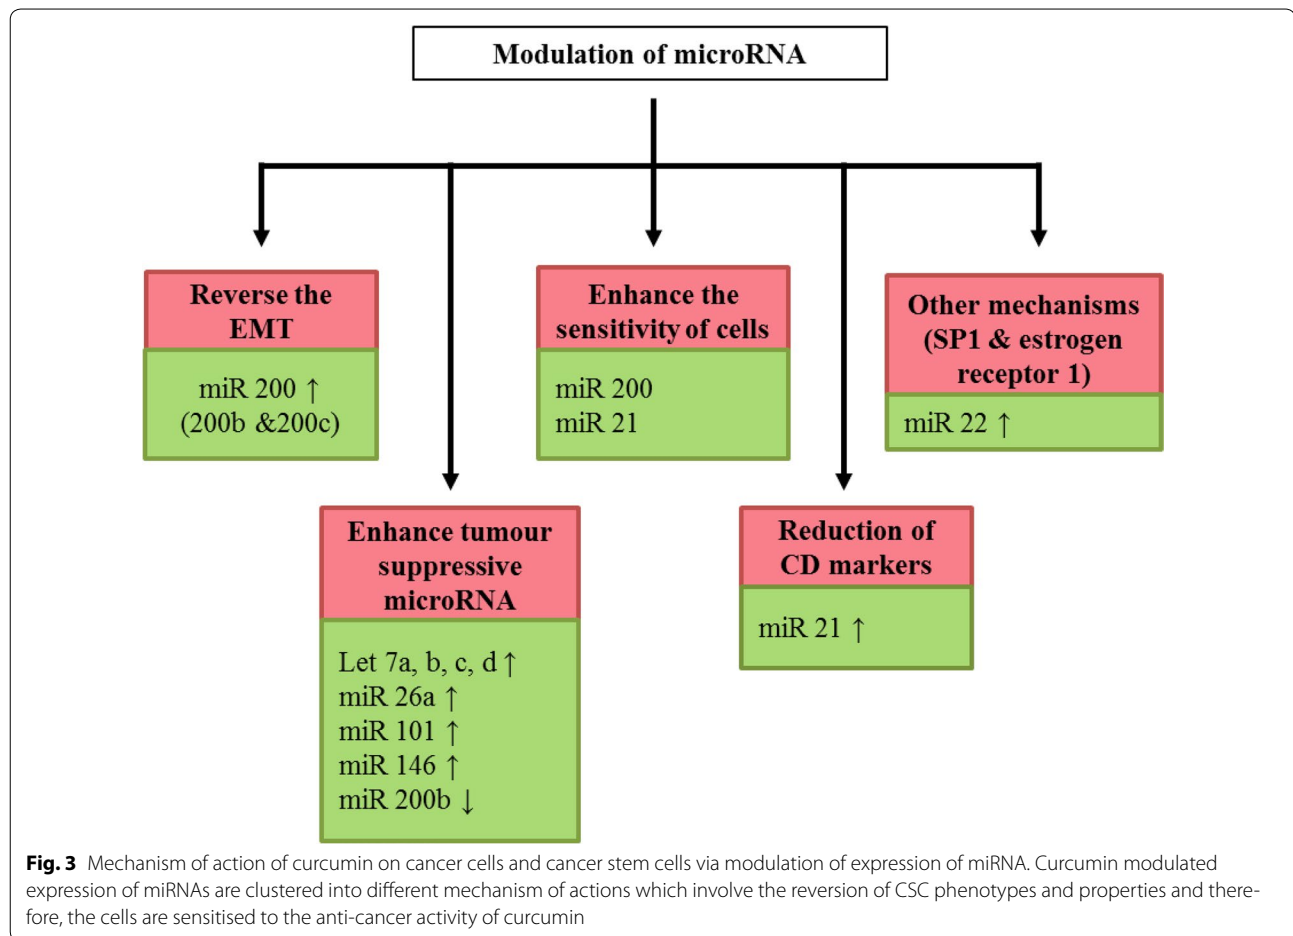 Modulation of microRNA
Reverse the
EMT
miR 200 ↑
(200b &200c)
Enhance the
sensitivity of cells
miR 200
miR 21
Other mechanisms
(SP1 & estrogen
receptor 1)
miR 22 ↑
Enhance tumour
suppressive
microRNA
Let 7a, b, c, d ↑
miR 26a ↑
miR 101 ↑
miR 146 ↑
miR 200b ↓
Reduction of
CD markers
miR 21 ↑
Fig. 3 Mechanism of action of curcumin on cancer cells and cancer stem cells via modulation of expression of miRNA. Curcumin modulated
expression of miRNAs are clustered into different mechanism of actions which involve the reversion of CSC phenotypes and properties and there-
fore, the cells are sensitised to the anti-cancer activity of curcumin